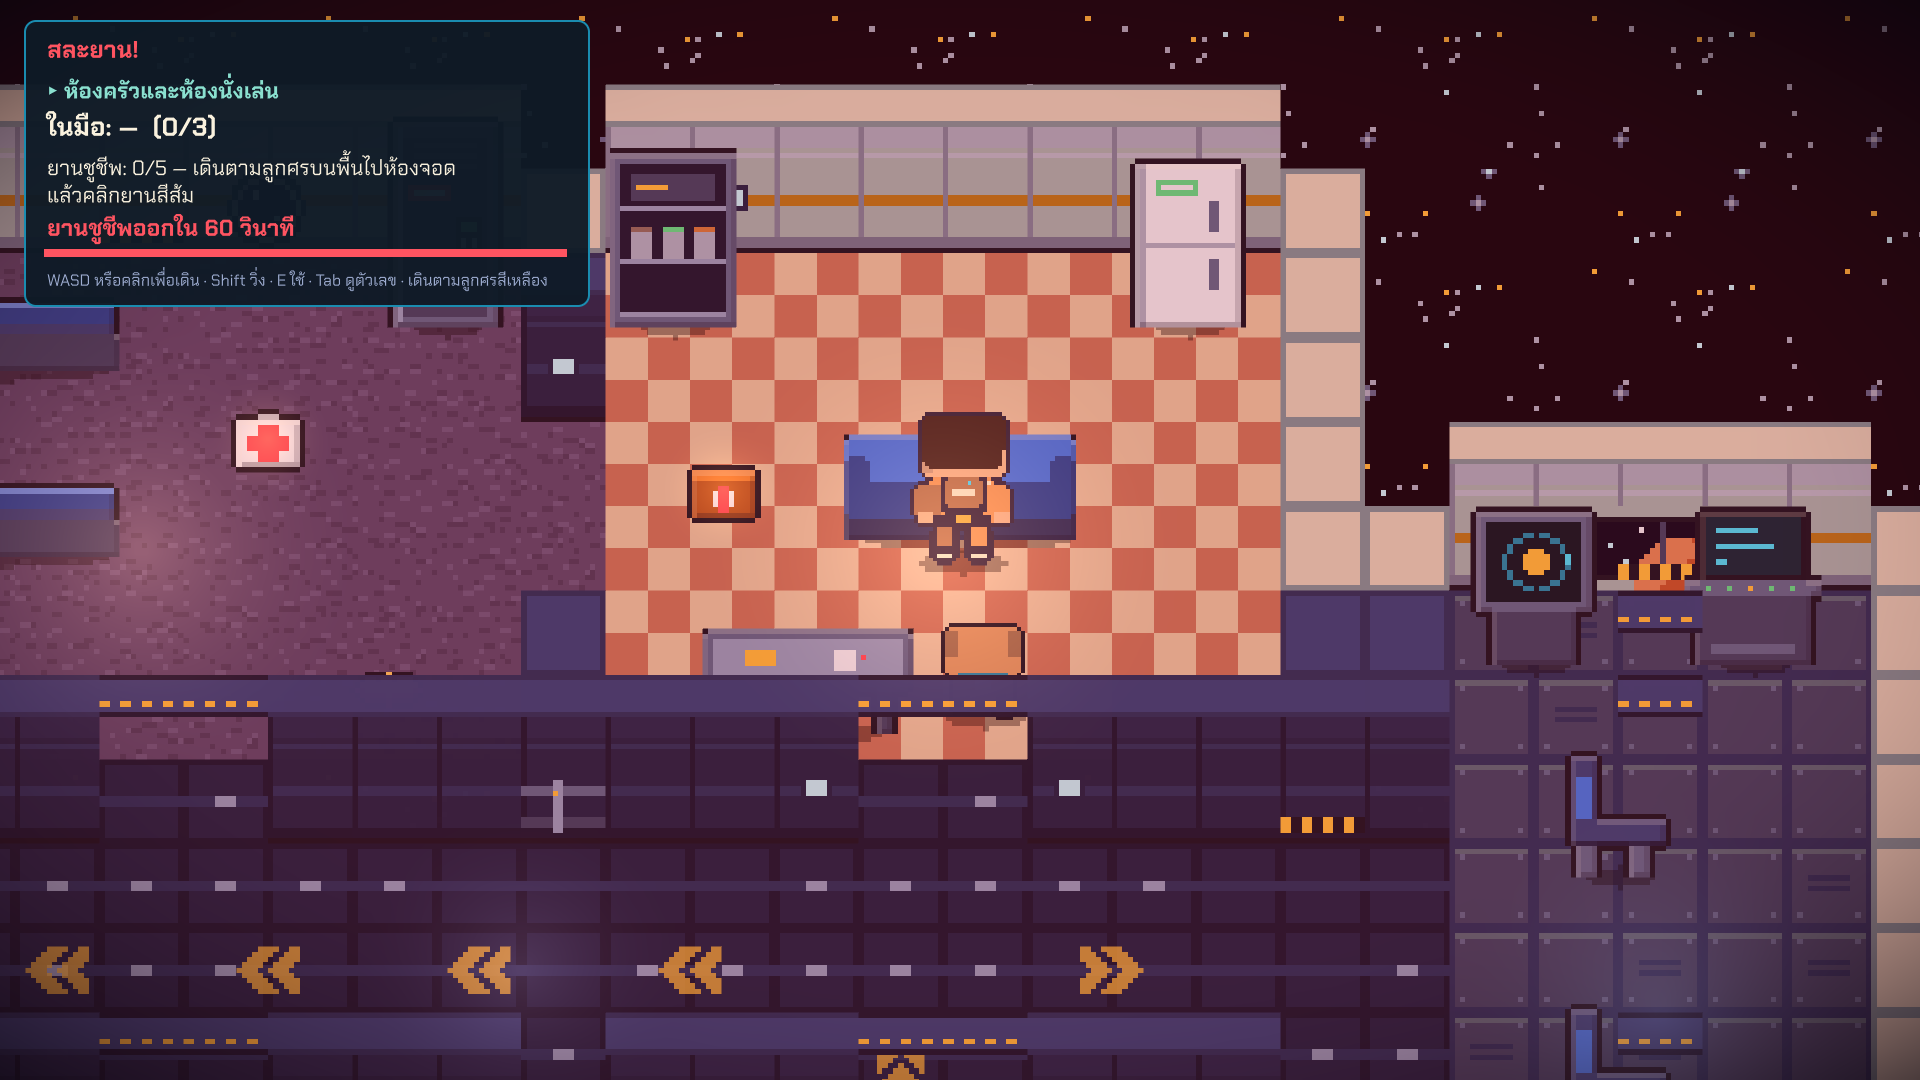 สละยาน!
▸ ห้องครัวและห้องนั่งเล่น
ในมือ: — (0/3)
ยานชูชีพ: 0/5 — เดินตามลูกศรบนพื้นไปห้องจอด
แล้วคลิกยานสีส้ม
ยานชูชีพออกใน 60 วินาที
WASD หรือคลิกเพื่อเดิน · Shift วิ่ง · E ใช้ · Tab ดูตัวเลข · เดินตามลูกศรสีเหลือง